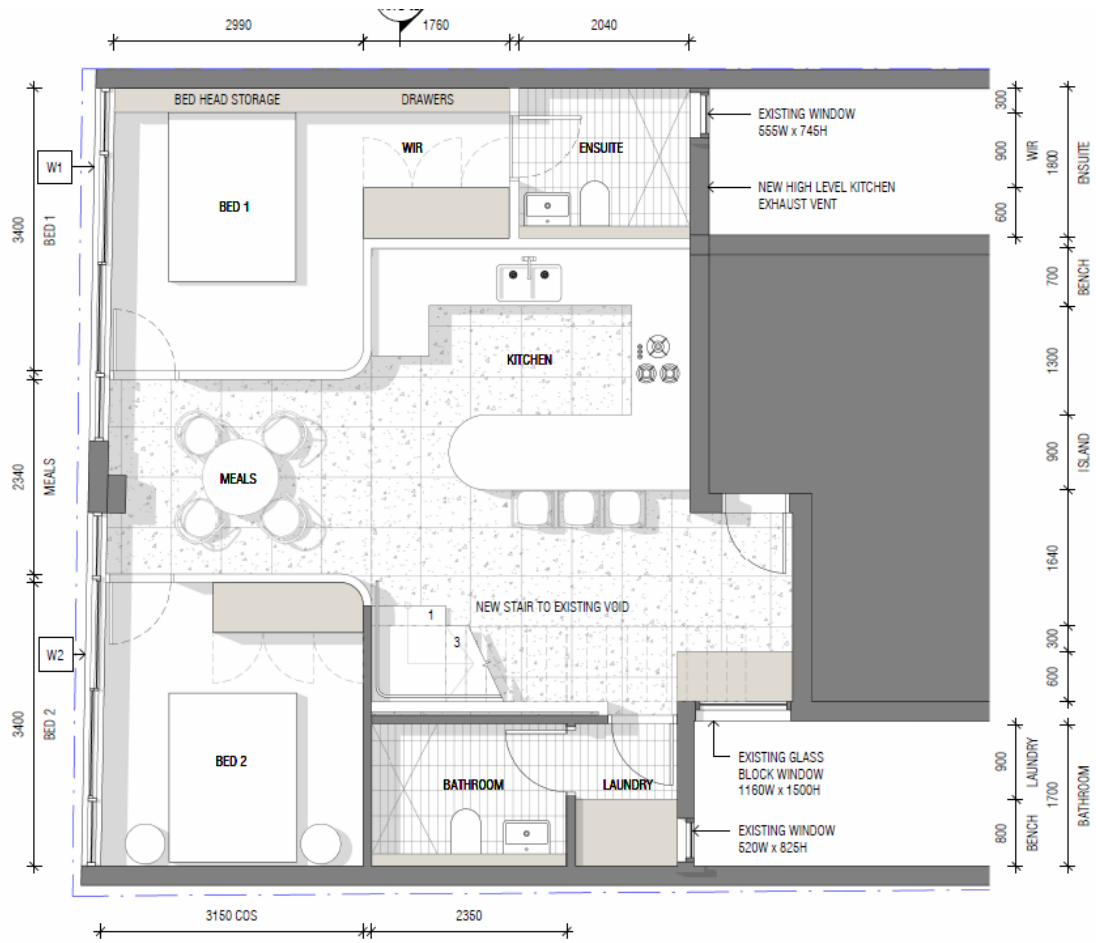 2990
1760
2040
BED HEAD STORAGE
DRAWERS
WIR
ENSUITE
BED 1
EXISTING WINDOW
555W x 745H
NEW HIGH LEVEL KITCHEN
EXHAUST VENT
W1
3400
BED 1
300
900
600
WIR
1800
ENSUITE
KITCHEN
700
BENCH
1300
900
ISLAND
MEALS
2340
MEALS
1640
NEW STAIR TO EXISTING VOID
1
3
300
600
W2
3400
BED 2
BED 2
BATHROOM
LAUNDRY
EXISTING GLASS
BLOCK WINDOW
1160W x 1500H
EXISTING WINDOW
520W x 825H
900
LAUNDRY
800
BENCH
1700
BATHROOM
3150 COS
2350